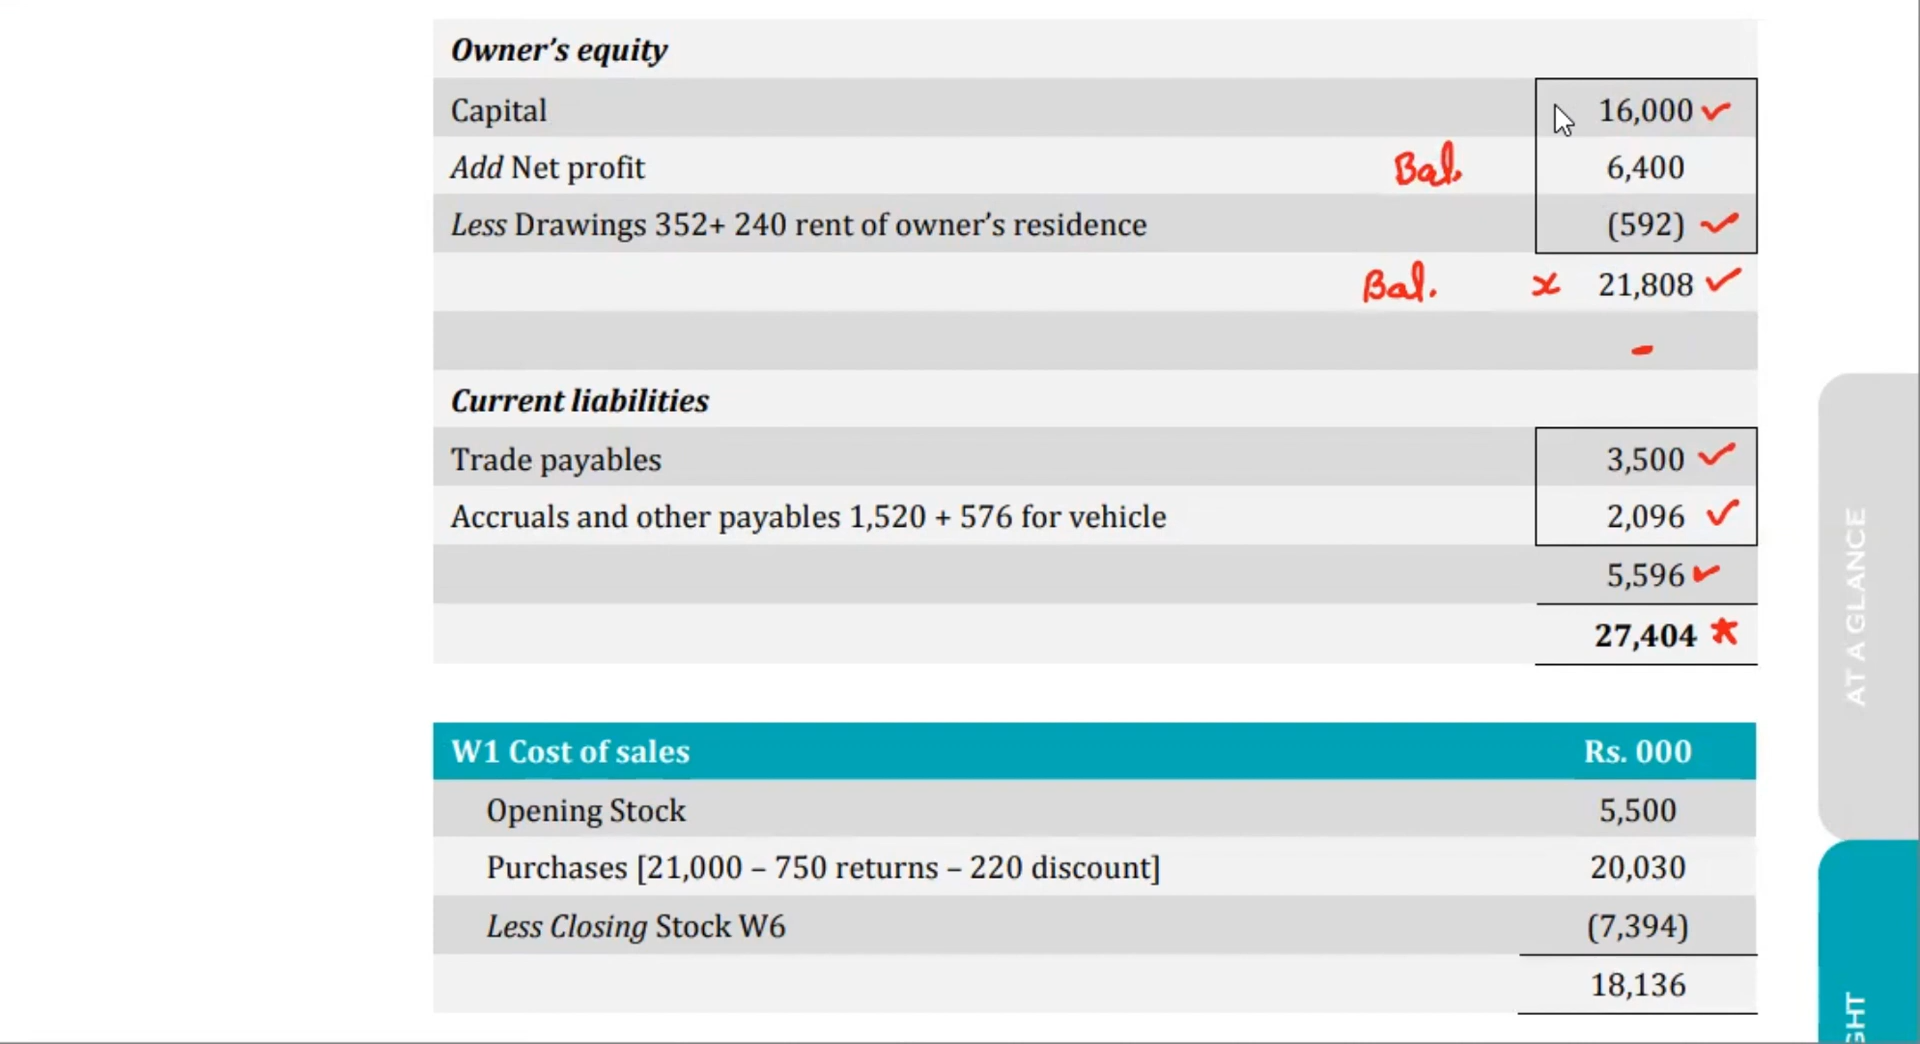 Owner's equity
Capital 16,000 ✓
Add Net profit Bal. 6,400
Less Drawings 352+ 240 rent of owner's residence (592) ✓
Bal. x 21,808 ✓
-
Current liabilities
Trade payables 3,500 ✓
Accruals and other payables 1,520 + 576 for vehicle 2,096 ✓
5,596 ✓
27,404 *
W1 Cost of sales Rs. 000
Opening Stock 5,500
Purchases [21,000 – 750 returns – 220 discount] 20,030
Less Closing Stock W6 (7,394)
18,136
AT A GLANCE
GHT